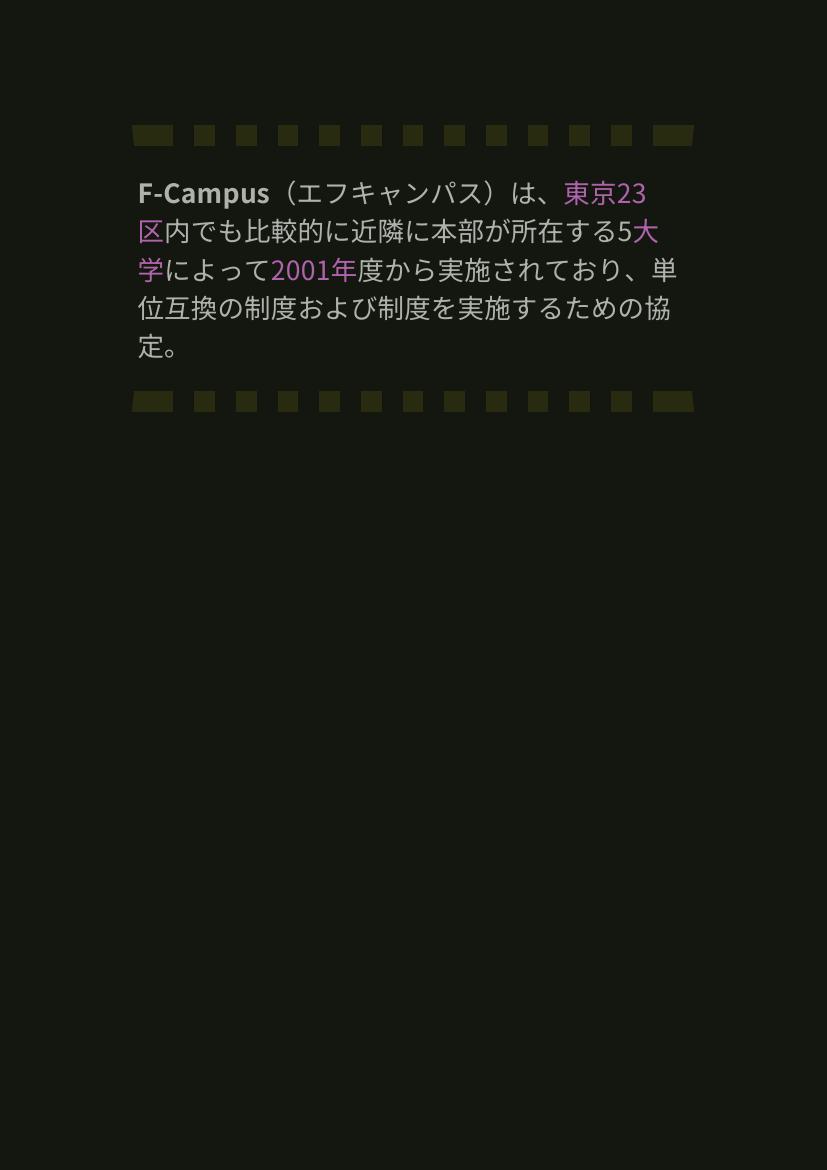 F-Campus（エフキャンパス）は、東京23
区内でも比較的に近隣に本部が所在する5大
学によって2001年度から実施されており、単
位互換の制度および制度を実施するための協
定。